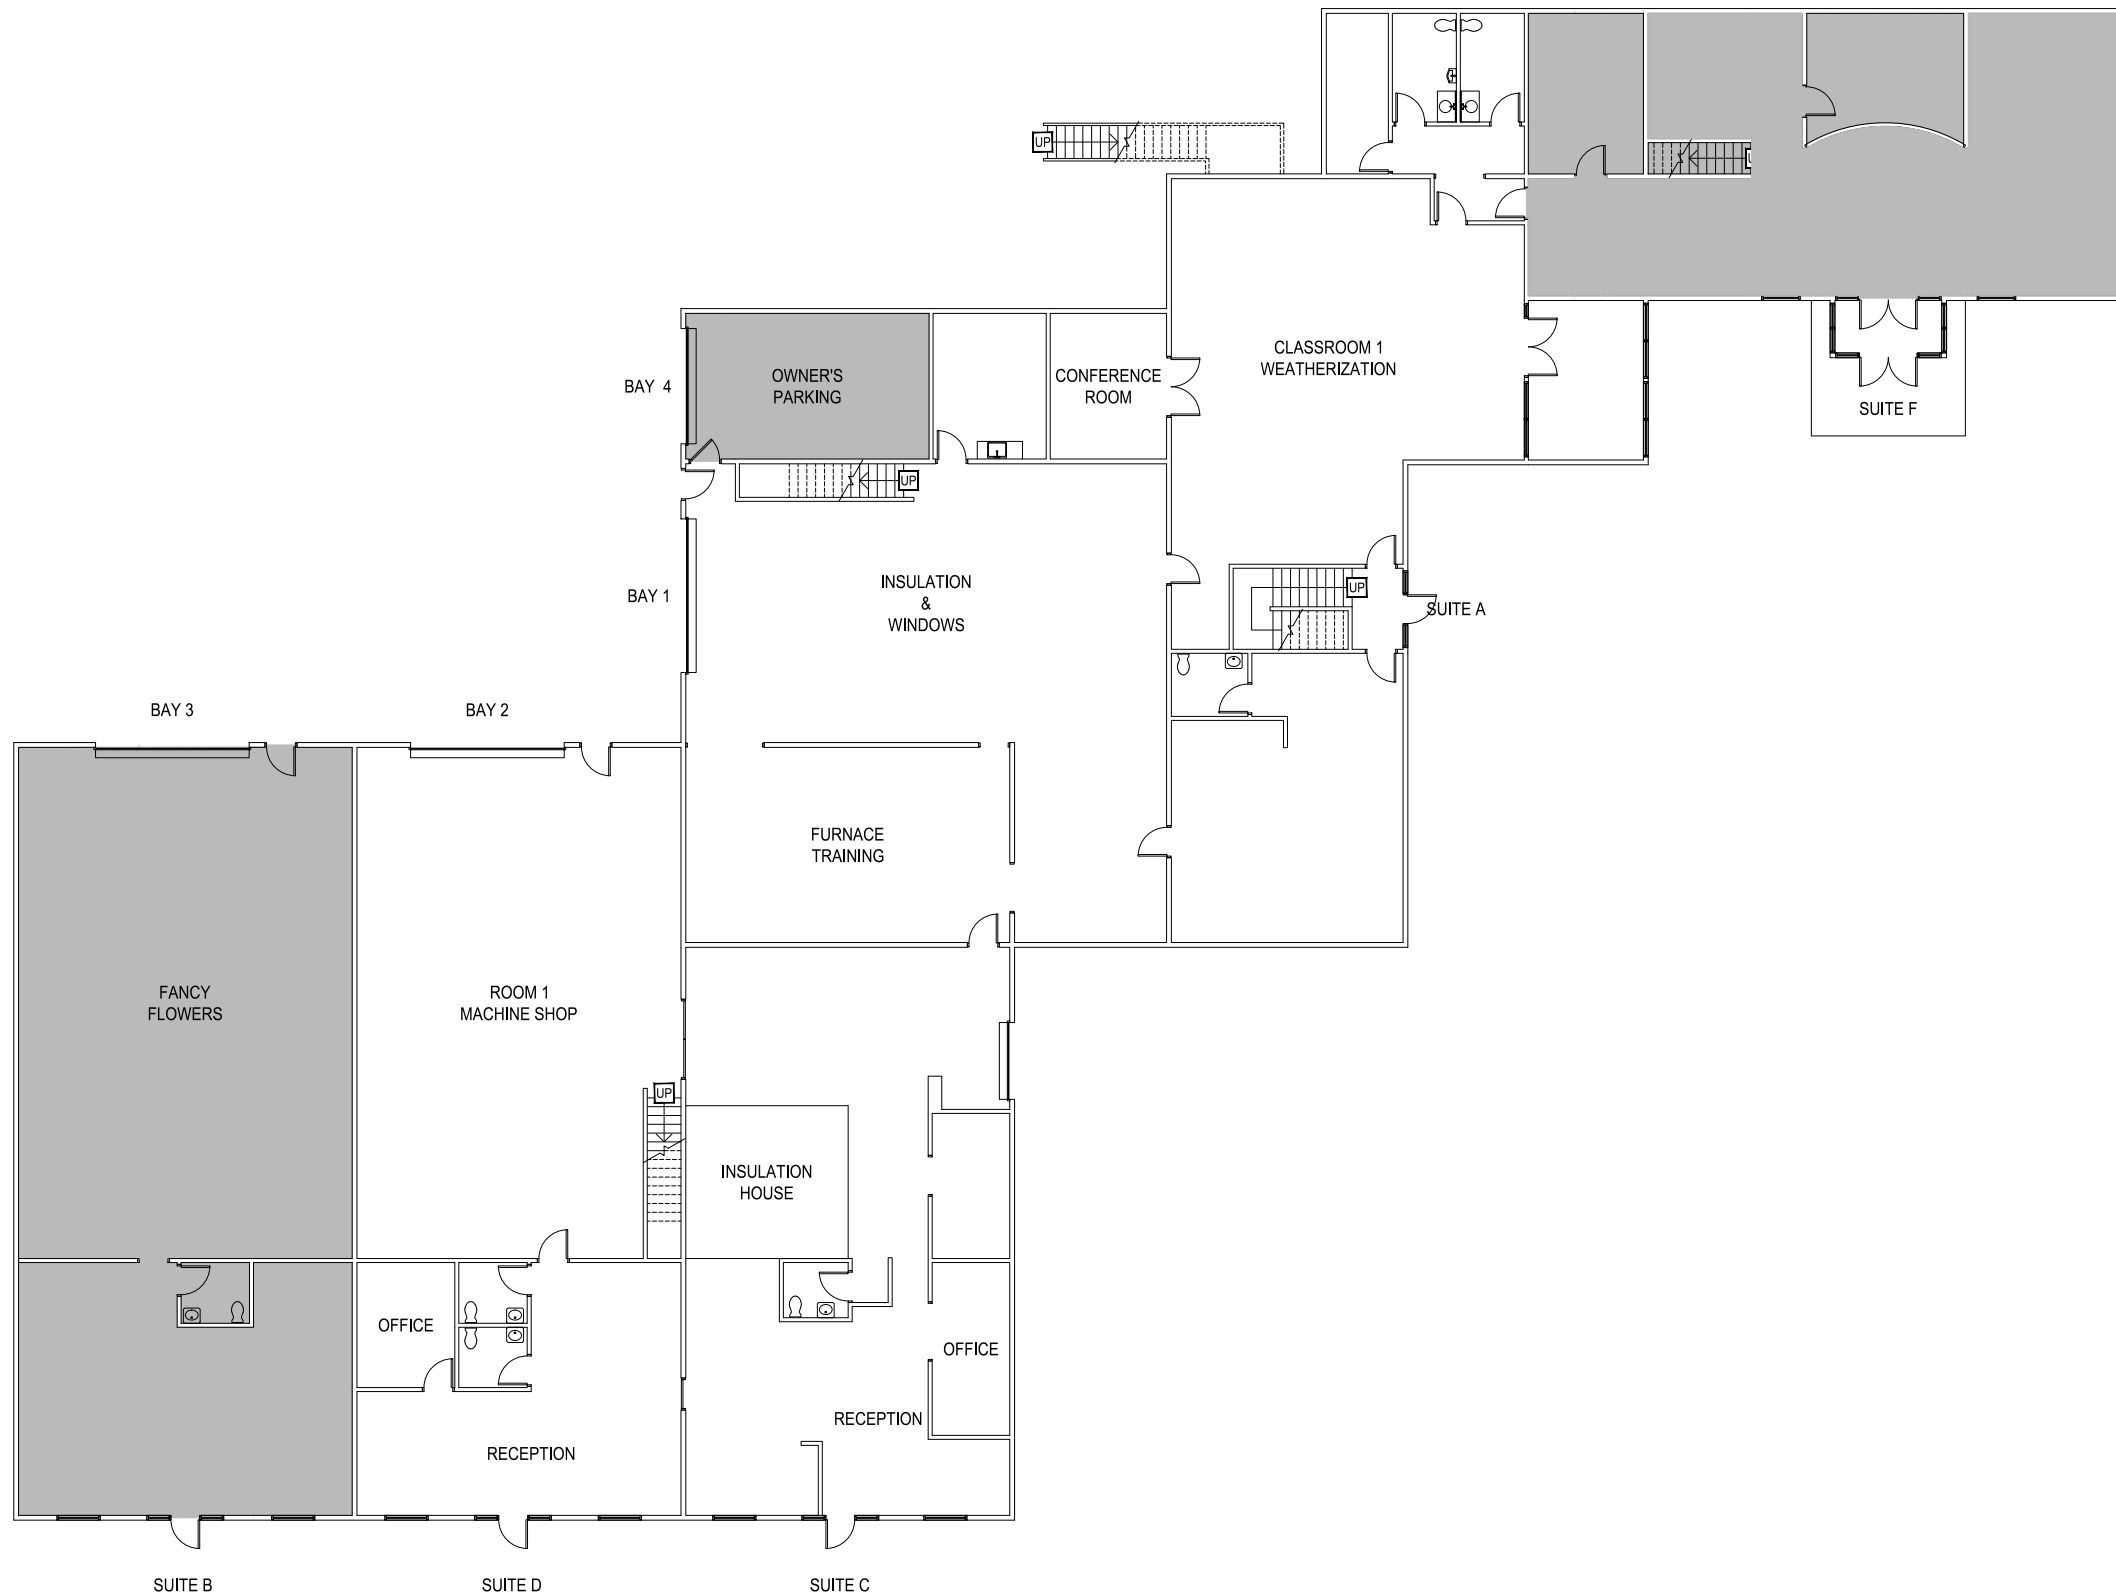 UP
OWNER'S
PARKING
CONFERENCE
ROOM
CLASSROOM 1
WEATHERIZATION
BAY 4
SUITE F
UP
INSULATION
&
WINDOWS
BAY 1
UP
SUITE A
BAY 3
BAY 2
FURNACE
TRAINING
FANCY
FLOWERS
ROOM 1
MACHINE SHOP
UP
INSULATION
HOUSE
OFFICE
OFFICE
RECEPTION
RECEPTION
SUITE B
SUITE D
SUITE C